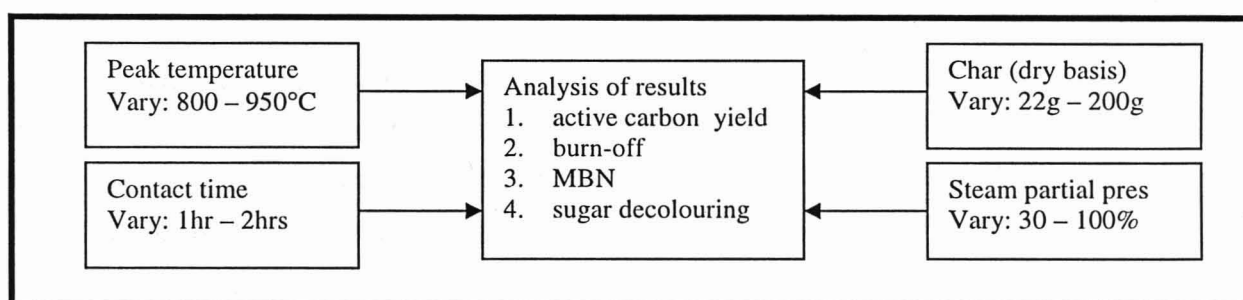 Peak temperature
Vary: 800 – 950°C
Contact time
Vary: 1hr – 2hrs
Analysis of results
1. active carbon yield
2. burn-off
3. MBN
4. sugar decolouring
Char (dry basis)
Vary: 22g – 200g
Steam partial pres
Vary: 30 – 100%